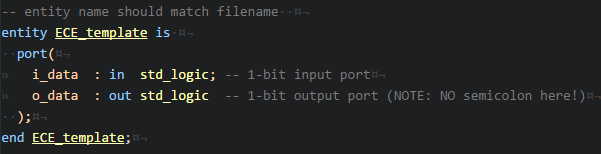 -- entity name should match filename
entity ECE_template is
  port(
    i_data  : in  std_logic; -- 1-bit input port
    o_data  : out std_logic  -- 1-bit output port (NOTE: NO semicolon here!)
  );
end ECE_template;